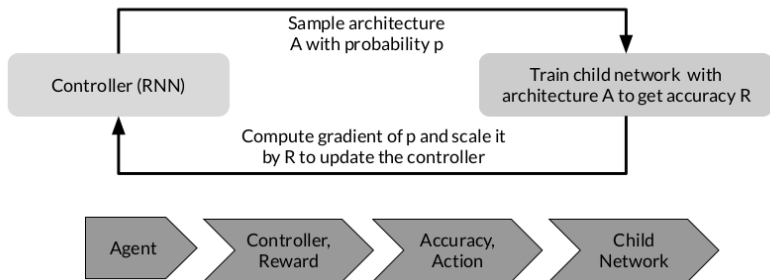 Sample architecture
A with probability p
Controller (RNN)
Train child network with
architecture A to get accuracy R
Compute gradient of p and scale it
by R to update the controller
Agent
Controller,
Reward
Accuracy,
Action
Child
Network